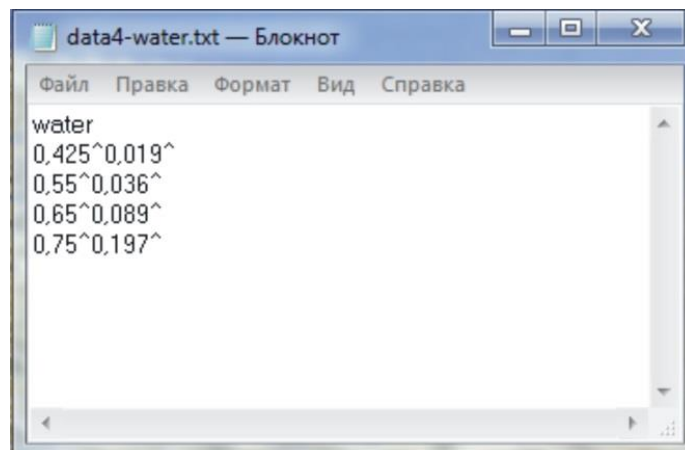 data4-water.txt — Блокнот
Файл Правка Формат Вид Справка
water
0,425^0,019^
0,55^0,036^
0,65^0,089^
0,75^0,197^